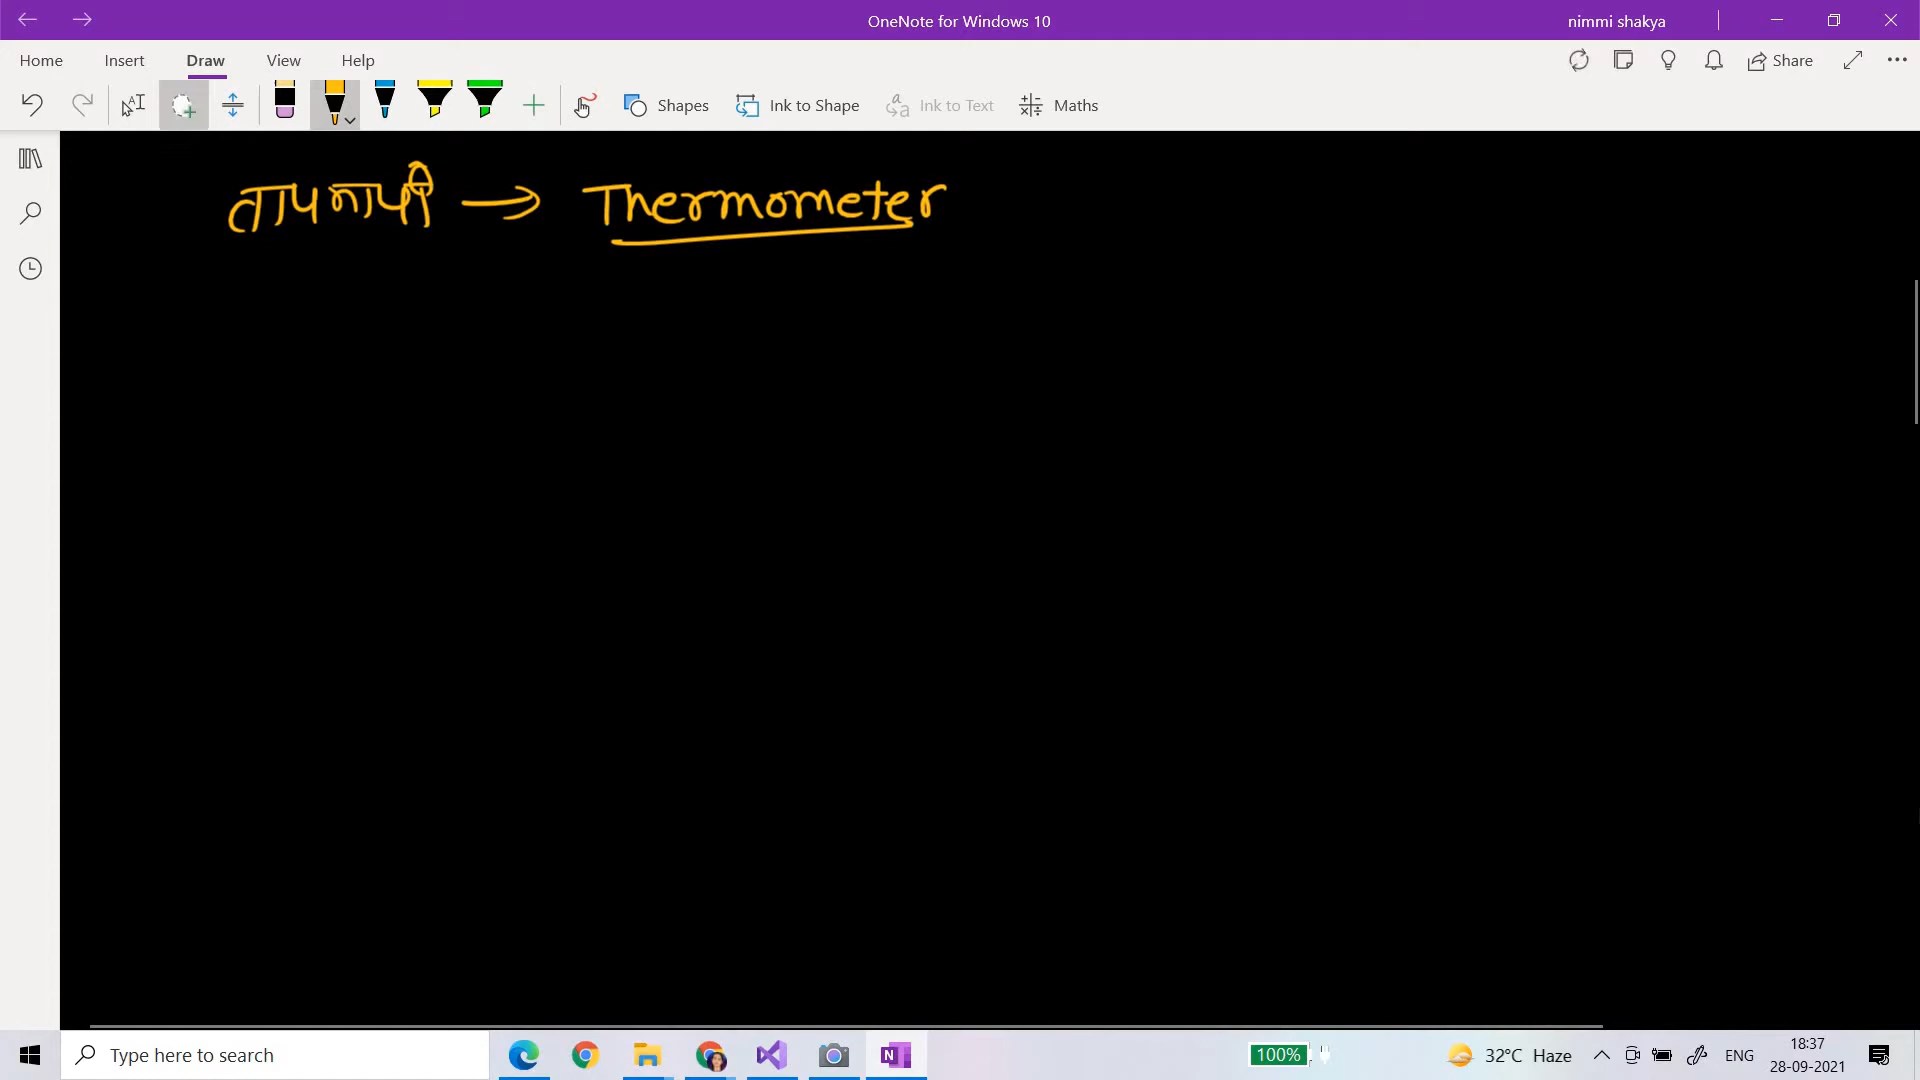 OneNote for Windows 10 nimmi shakya
Home Insert Draw View Help Share
Shapes Ink to Shape Ink to Text Maths
तापमापी → Thermometer
Type here to search 100% 32°C Haze ENG 18:37
28-09-2021